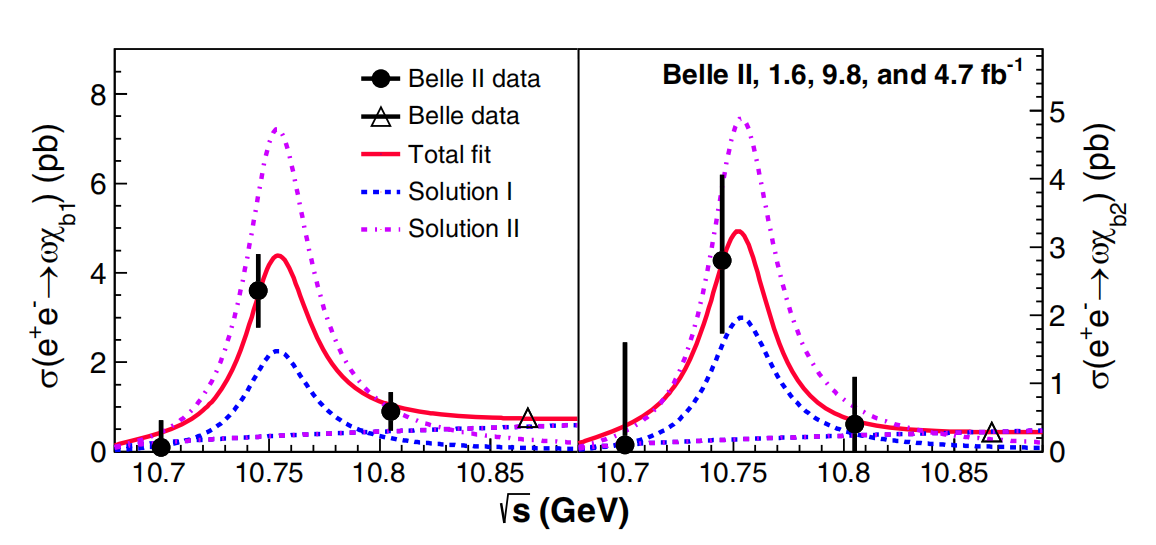 Belle II, 1.6, 9.8, and 4.7 fb⁻¹
Belle II data
Belle data
Total fit
Solution I
Solution II
σ(e⁺e⁻→ωχ_b1) (pb)
8
6
4
2
0
σ(e⁺e⁻→ωχ_b2) (pb)
5
4
3
2
1
0
10.7 10.75 10.8 10.85 10.7 10.75 10.8 10.85
√s (GeV)